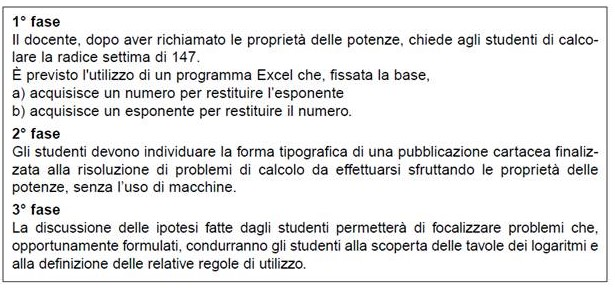 1° fase
Il docente, dopo aver richiamato le proprietà delle potenze, chiede agli studenti di calco-
lare la radice settima di 147.
È previsto l'utilizzo di un programma Excel che, fissata la base,
a) acquisisce un numero per restituire l'esponente
b) acquisisce un esponente per restituire il numero.
2° fase
Gli studenti devono individuare la forma tipografica di una pubblicazione cartacea finaliz-
zata alla risoluzione di problemi di calcolo da effettuarsi sfruttando le proprietà delle
potenze, senza l'uso di macchine.
3° fase
La discussione delle ipotesi fatte dagli studenti permetterà di focalizzare problemi che,
opportunamente formulati, condurranno gli studenti alla scoperta delle tavole dei logaritmi e
alla definizione delle relative regole di utilizzo.